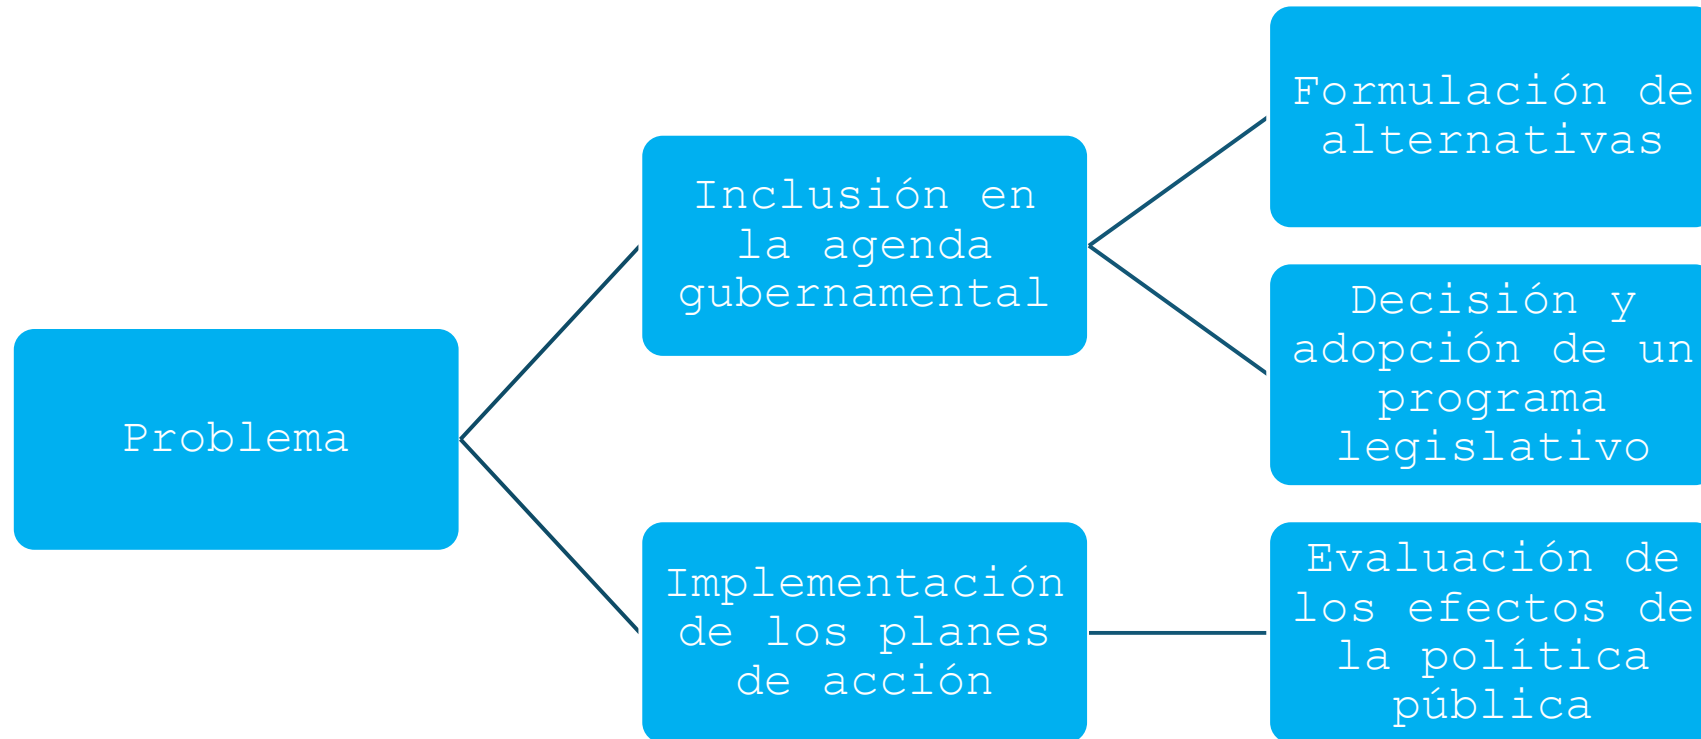 Problema
Inclusión en
la agenda
gubernamental
Implementación
de los planes
de acción
Formulación de
alternativas
Decisión y
adopción de un
programa
legislativo
Evaluación de
los efectos de
la política
pública